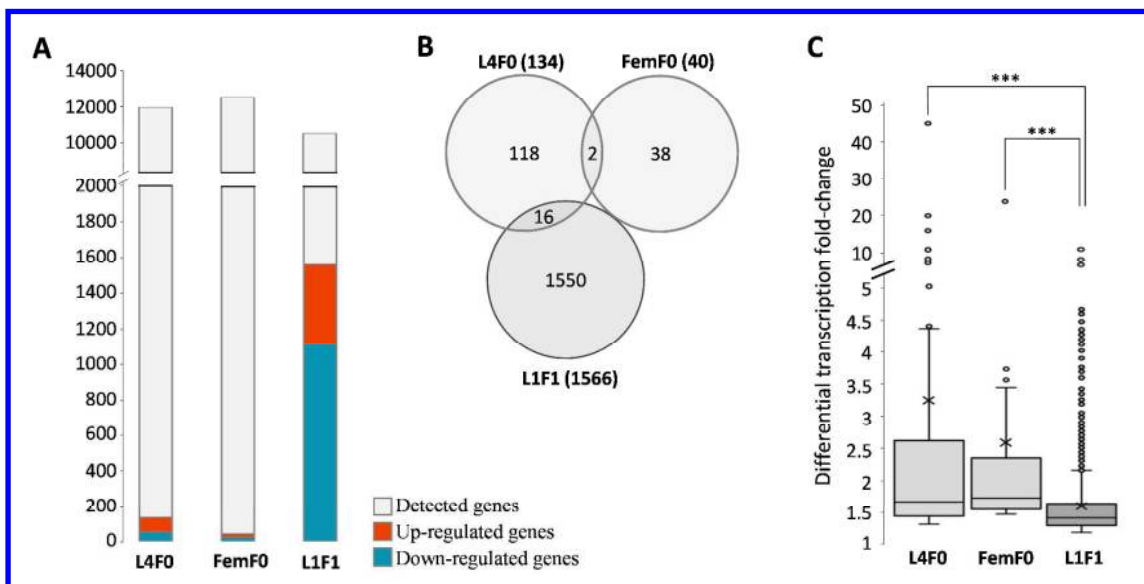 A
14000
12000
10000
2000
1800
1600
1400
1200
1000
800
600
400
200
0
L4F0 FemF0 L1F1
Detected genes
Up-regulated genes
Down-regulated genes
B
L4F0 (134) FemF0 (40)
118 2 38
16
1550
L1F1 (1566)
C
Differential transcription fold-change
50
40
30
20
10
5
4.5
4
3.5
3
2.5
2
1.5
1
***
***
L4F0 FemF0 L1F1